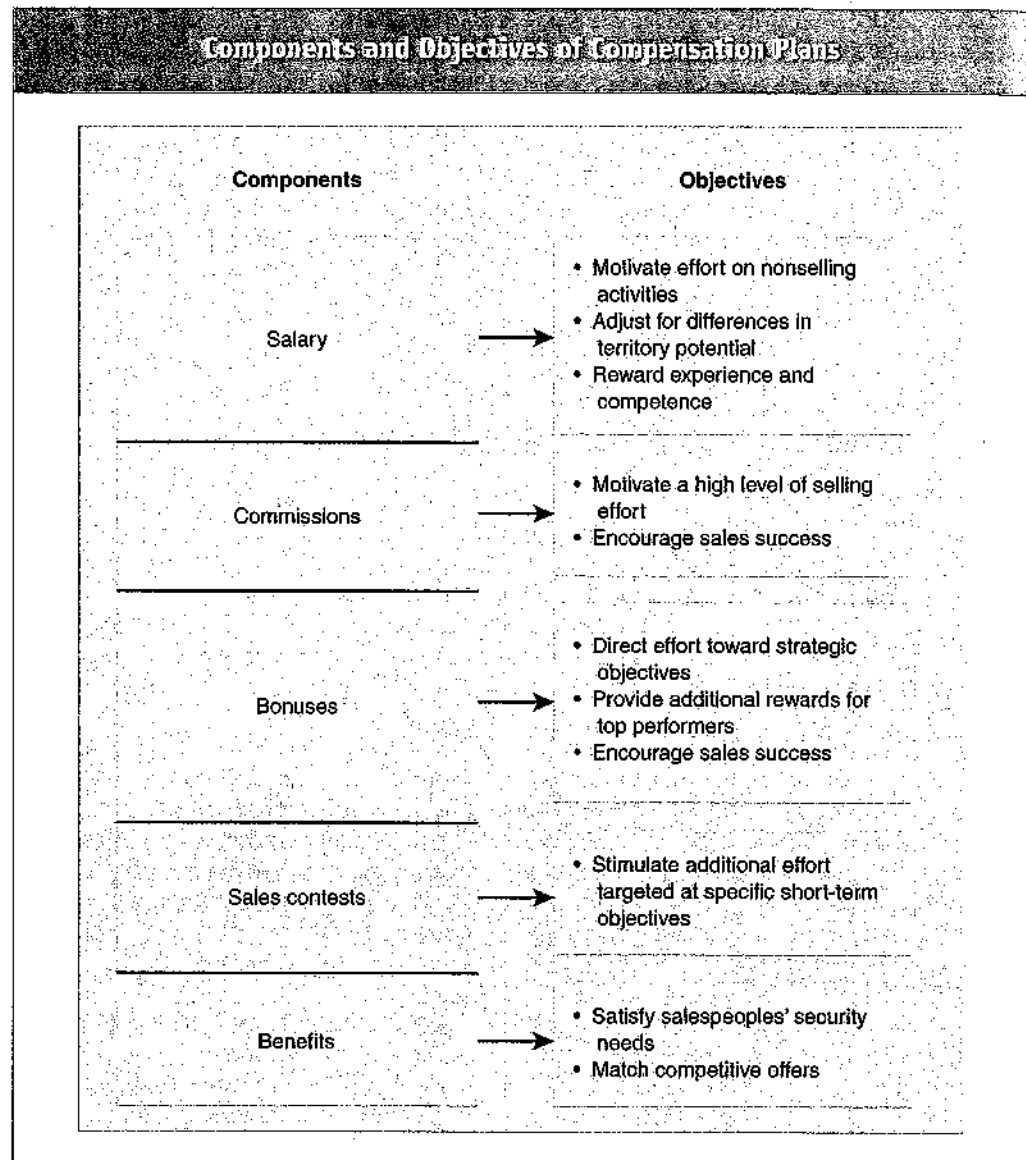 Components and Objectives of Compensation Plans
Components
Objectives
Salary
• Motivate effort on nonselling
activities
• Adjust for differences in
territory potential
• Reward experience and
competence
Commissions
• Motivate a high level of selling
effort
• Encourage sales success
Bonuses
• Direct effort toward strategic
objectives
• Provide additional rewards for
top performers
• Encourage sales success
Sales contests
• Stimulate additional effort
targeted at specific short-term
objectives
Benefits
• Satisfy salespeoples' security
needs
• Match competitive offers